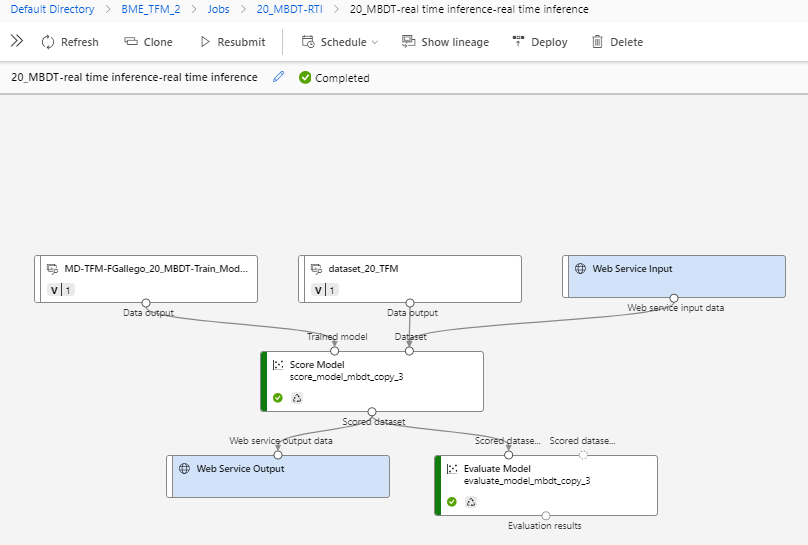 Default Directory > BME_TFM_2 > Jobs > 20_MBDT-RTI > 20_MBDT-real time inference-real time inference
Refresh Clone Resubmit Schedule Show lineage Deploy Delete
20_MBDT-real time inference-real time inference Completed
MD-TFM-FGallego_20_MBDT-Train_Mod...
V 1
dataset_20_TFM
V 1
Web Service Input
Data output
Data output
Web service input data
Trained model
Dataset
Score Model
score_model_mbdt_copy_3
Scored dataset
Web service output data
Scored datase...
Scored datase...
Web Service Output
Evaluate Model
evaluate_model_mbdt_copy_3
Evaluation results